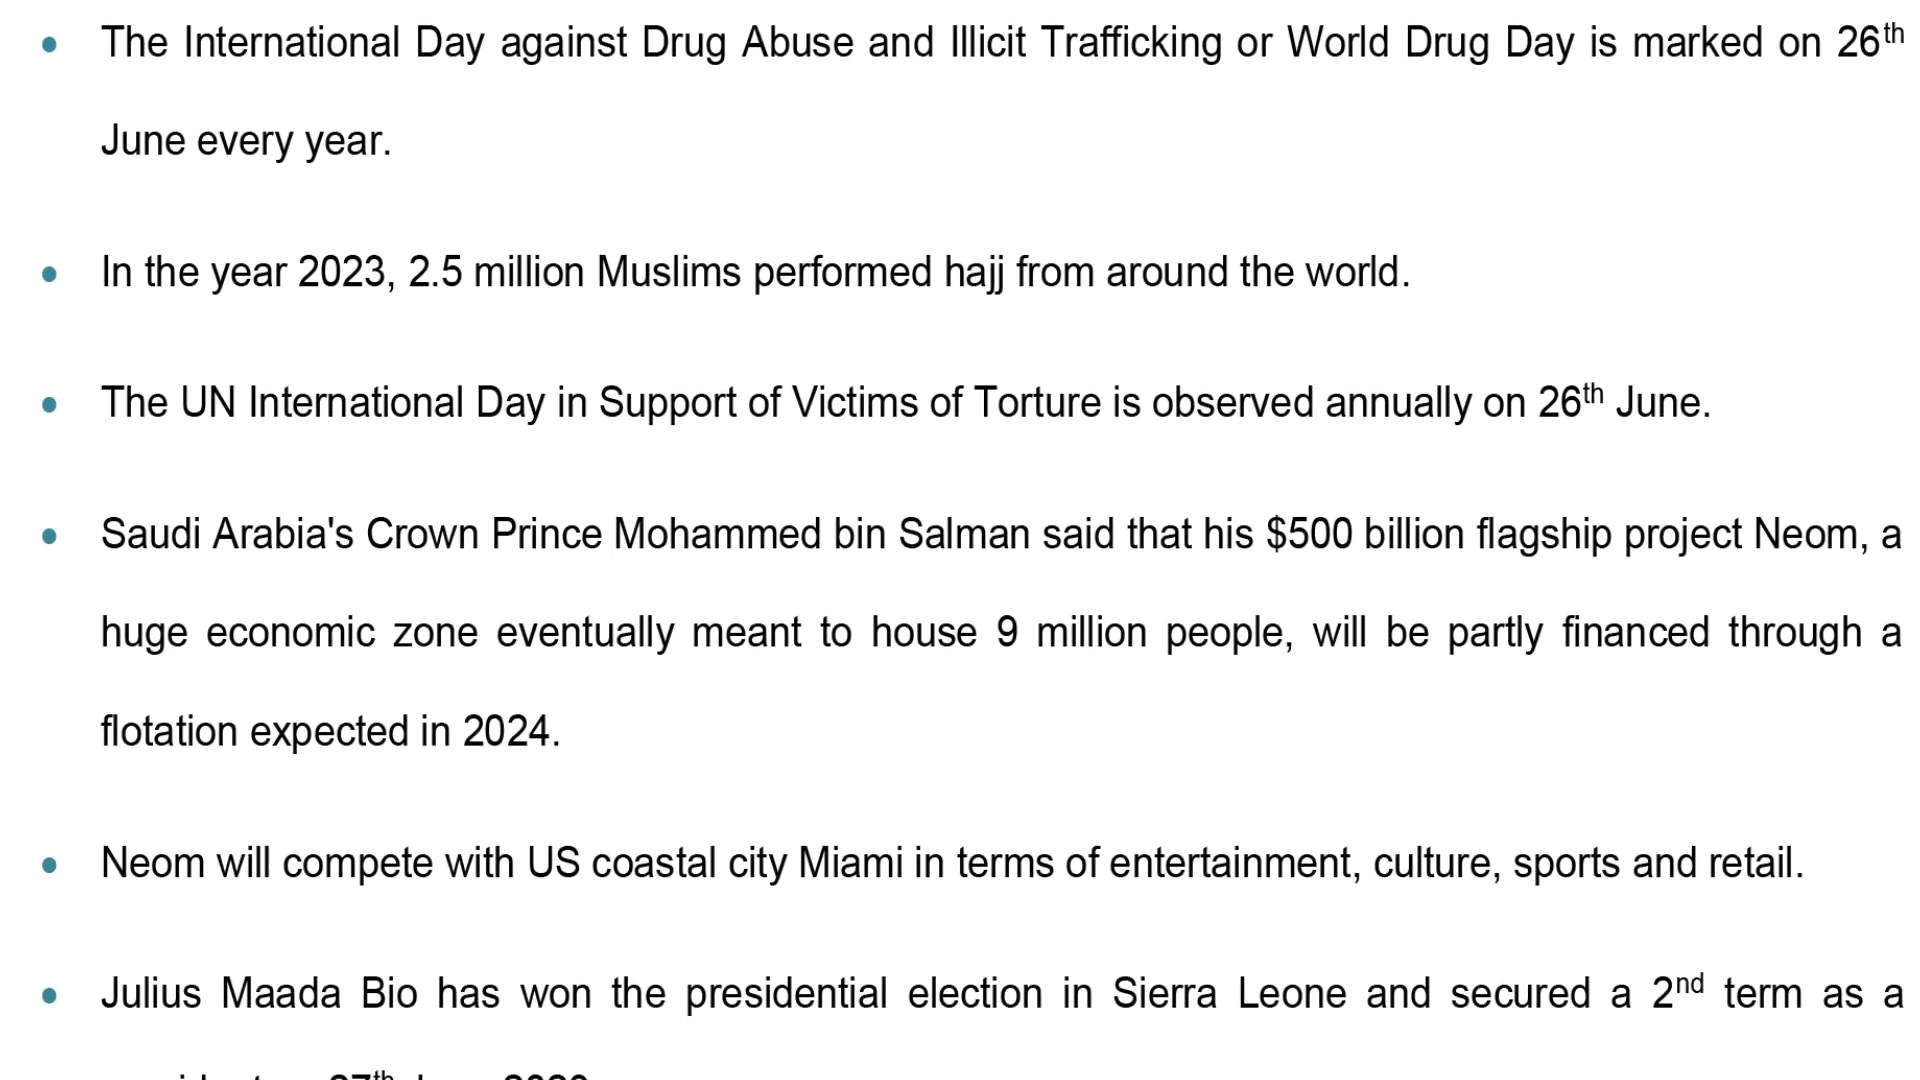 The International Day against Drug Abuse and Illicit Trafficking or World Drug Day is marked on 26th
June every year.
In the year 2023, 2.5 million Muslims performed hajj from around the world.
The UN International Day in Support of Victims of Torture is observed annually on 26th June.
Saudi Arabia's Crown Prince Mohammed bin Salman said that his $500 billion flagship project Neom, a
huge economic zone eventually meant to house 9 million people, will be partly financed through a
flotation expected in 2024.
Neom will compete with US coastal city Miami in terms of entertainment, culture, sports and retail.
Julius Maada Bio has won the presidential election in Sierra Leone and secured a 2nd term as a